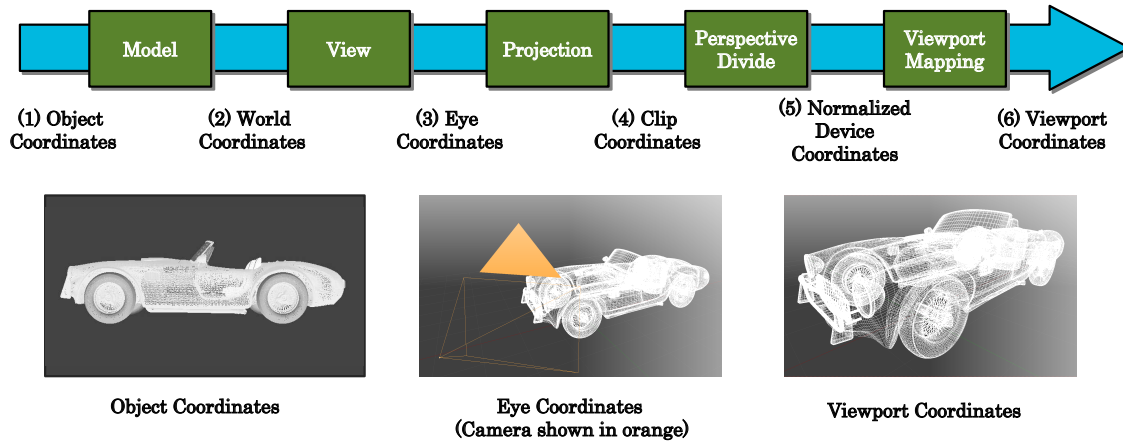 Model
View
Projection
Perspective
Divide
Viewport
Mapping
(1) Object
Coordinates
(2) World
Coordinates
(3) Eye
Coordinates
(4) Clip
Coordinates
(5) Normalized
Device
Coordinates
(6) Viewport
Coordinates
Object Coordinates
Eye Coordinates
(Camera shown in orange)
Viewport Coordinates